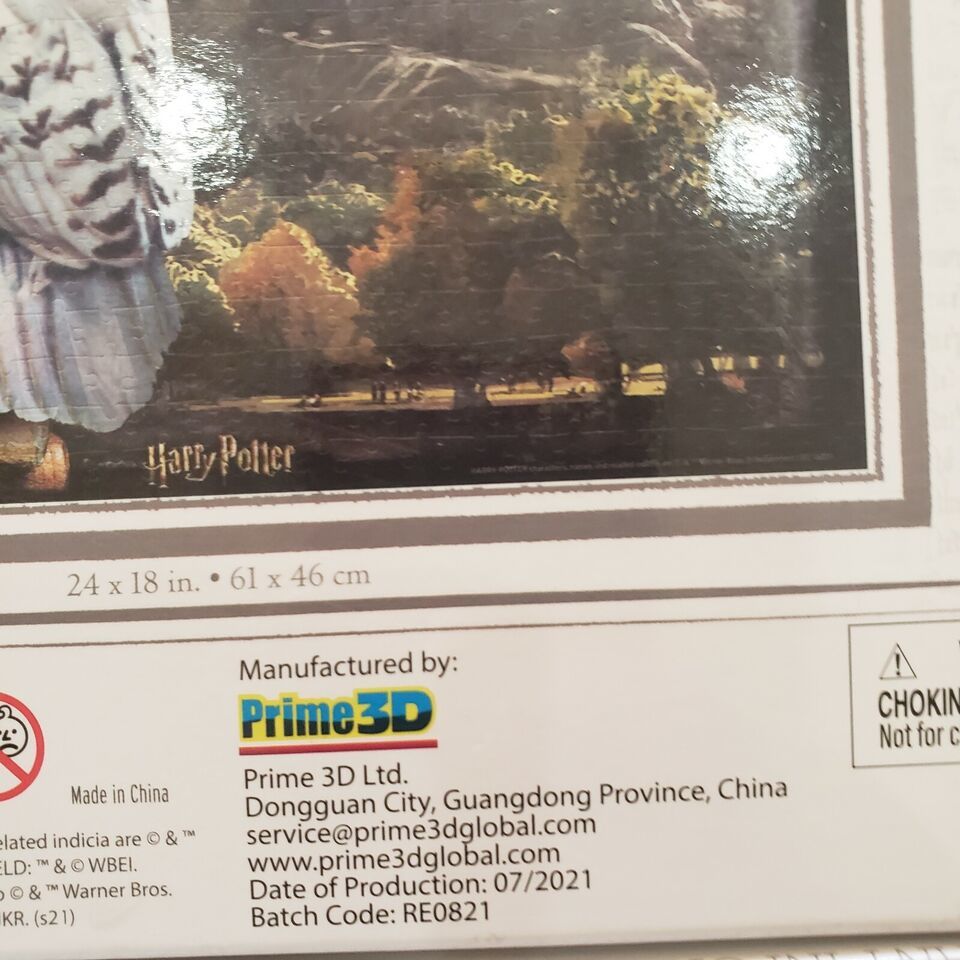 Harry Potter
24 x 18 in. • 61 x 46 cm
Manufactured by:
Prime3D
Prime 3D Ltd.
Dongguan City, Guangdong Province, China
service@prime3dglobal.com
www.prime3dglobal.com
Date of Production: 07/2021
Batch Code: RE0821
Made in China
elated indicia are © & ™
ELD: ™ & © WBEI.
© & ™ Warner Bros.
KR. (s21)
CHOKIN
Not for c